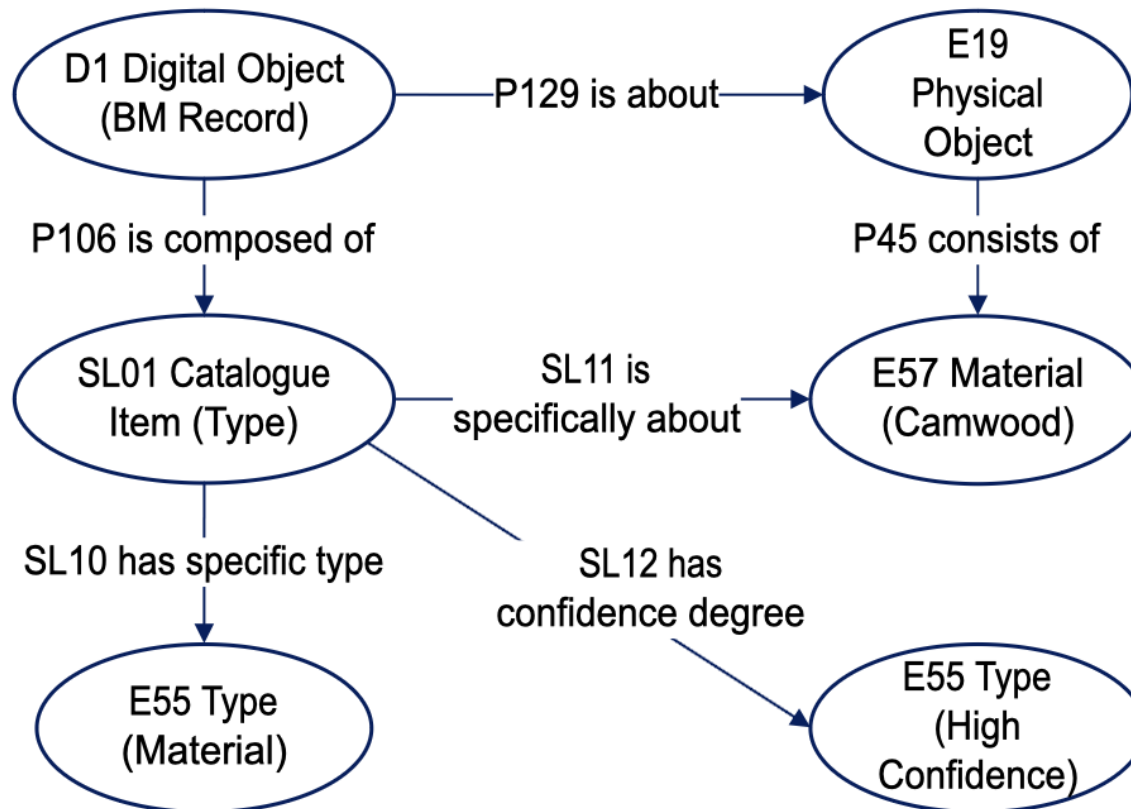 D1 Digital Object
(BM Record)
P129 is about
E19
Physical
Object
P106 is composed of
P45 consists of
SL01 Catalogue
Item (Type)
SL11 is
specifically about
E57 Material
(Camwood)
SL10 has specific type
SL12 has
confidence degree
E55 Type
(Material)
E55 Type
(High
Confidence)